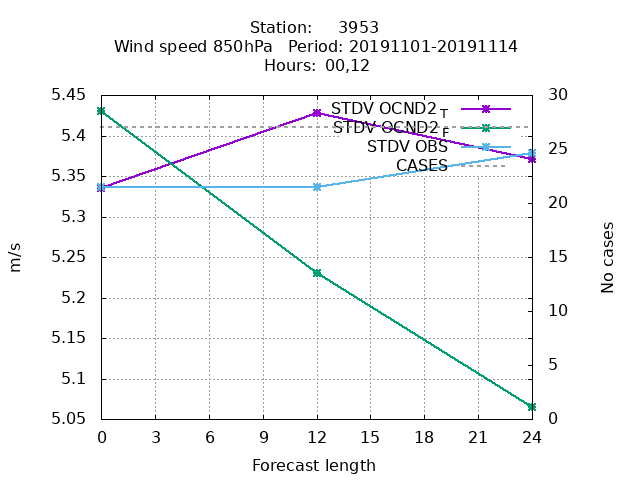 Station:     3953
Wind speed 850hPa   Period: 20191101-20191114
Hours: 00,12
5.45
5.4
5.35
5.3
5.25
5.2
5.15
5.1
5.05
30
25
20
15
10
5
0
STDV OCND2_T
STDV OCND2_F
STDV OBS
CASES
m/s
No cases
0 3 6 9 12 15 18 21 24
Forecast length